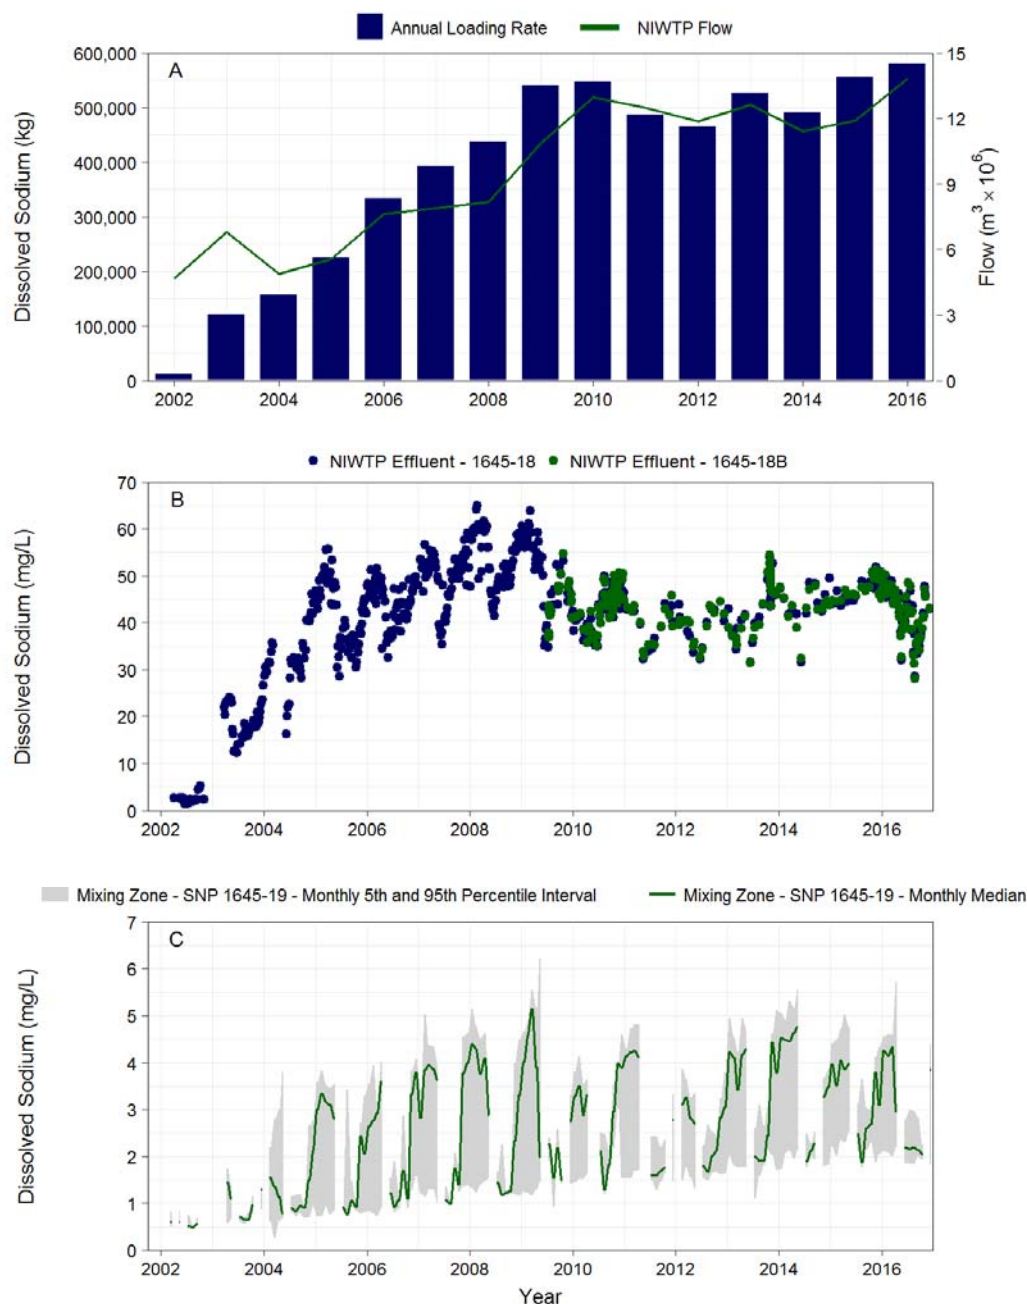 Annual Loading Rate NIWTP Flow
A
600,000
500,000
400,000
300,000
200,000
100,000
0
Dissolved Sodium (kg)
15
12
9
6
3
0
Flow (m³ × 10⁶)
2002 2004 2006 2008 2010 2012 2014 2016
NIWTP Effluent - 1645-18 NIWTP Effluent - 1645-18B
B
70
60
50
40
30
20
10
0
Dissolved Sodium (mg/L)
2002 2004 2006 2008 2010 2012 2014 2016
Mixing Zone - SNP 1645-19 - Monthly 5th and 95th Percentile Interval Mixing Zone - SNP 1645-19 - Monthly Median
C
7
6
5
4
3
2
1
0
Dissolved Sodium (mg/L)
2002 2004 2006 2008 2010 2012 2014 2016
Year